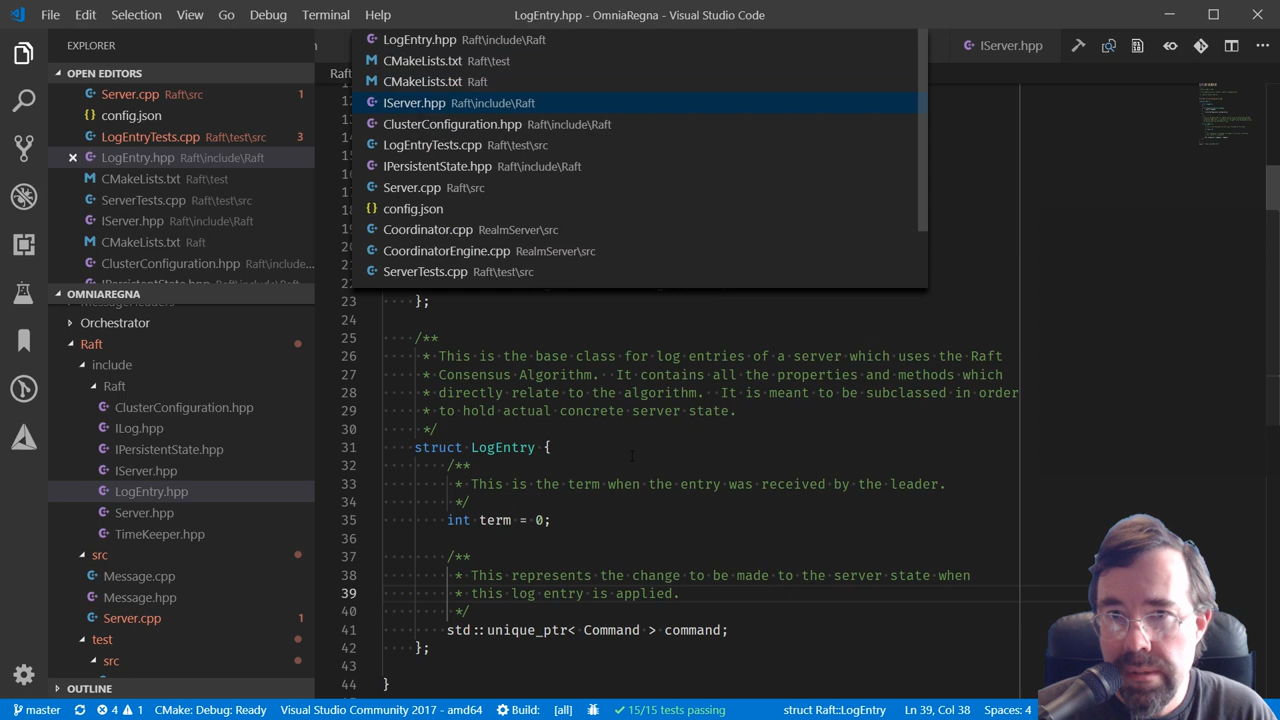 File Edit Selection View Go Debug Terminal Help
LogEntry.hpp - OmniaRegna - Visual Studio Code
EXPLORER
OPEN EDITORS
Server.cpp Raft\src 1
config.json
LogEntryTests.cpp Raft\test\src 3
LogEntry.hpp Raft\include\Raft
CMakeLists.txt Raft\test
ServerTests.cpp Raft\test\src
IServer.hpp Raft\include\Raft
CMakeLists.txt Raft
ClusterConfiguration.hpp Raft\include...
OMNIAREGNA
Orchestrator
Raft
include
Raft
ClusterConfiguration.hpp
ILog.hpp
IPersistentState.hpp
IServer.hpp
LogEntry.hpp
Server.hpp
TimeKeeper.hpp
src
Message.cpp
Message.hpp
Server.cpp 1
test
src
OUTLINE
LogEntry.hpp Raft\include\Raft
CMakeLists.txt Raft\test
CMakeLists.txt Raft
IServer.hpp Raft\include\Raft
ClusterConfiguration.hpp Raft\include\Raft
LogEntryTests.cpp Raft\test\src
IPersistentState.hpp Raft\include\Raft
Server.cpp Raft\src
config.json
Coordinator.cpp RealmServer\src
CoordinatorEngine.cpp RealmServer\src
ServerTests.cpp Raft\test\src
IServer.hpp
Raf
12
13
14
15
16
17
18
19
20
23 };
24
25 /**
26 * This is the base class for log entries of a server which uses the Raft
27 * Consensus Algorithm.  It contains all the properties and methods which
28 * directly relate to the algorithm.  It is meant to be subclassed in order
29 * to hold actual concrete server state.
30 */
31 struct LogEntry {
32 /**
33 * This is the term when the entry was received by the leader.
34 */
35 int term = 0;
36
37 /**
38 * This represents the change to be made to the server state when
39 * this log entry is applied.
40 */
41 std::unique_ptr< Command > command;
42 };
43
44 }
master 4 1 CMake: Debug: Ready Visual Studio Community 2017 - amd64 Build: [all] 15/15 tests passing struct Raft::LogEntry Ln 39, Col 38 Spaces: 4